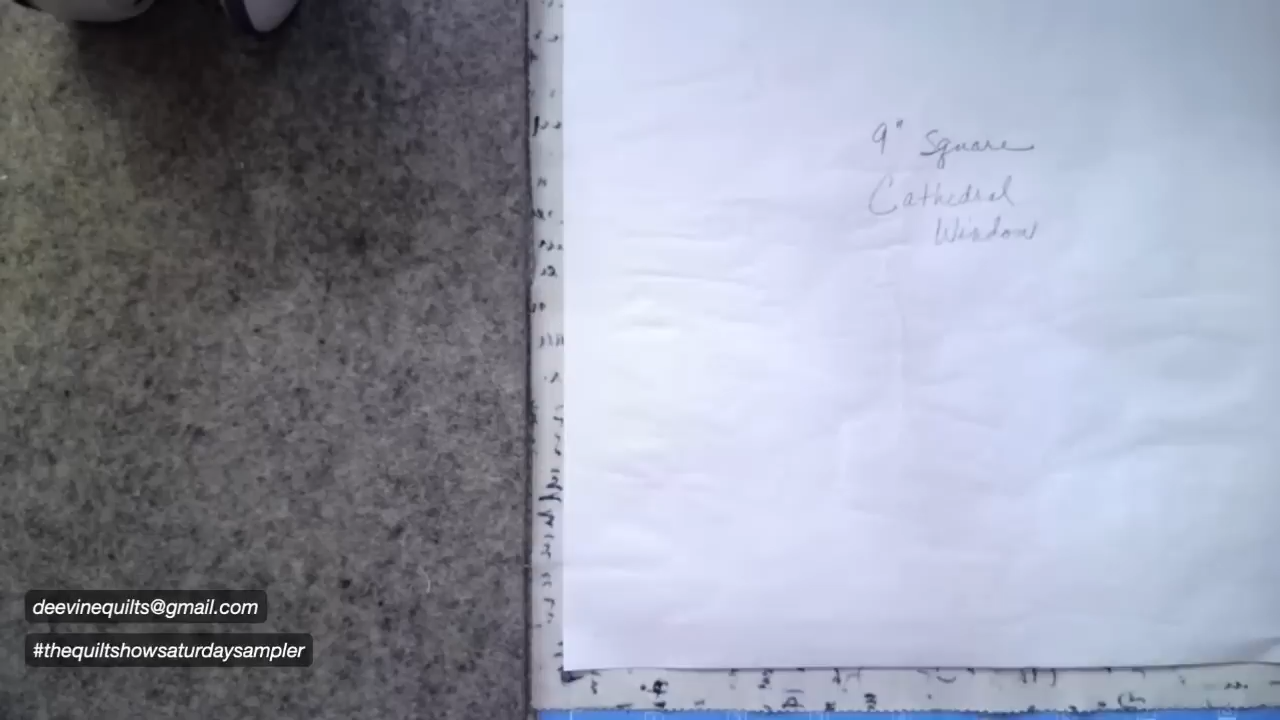 9" Square
Cathedral
Window
deevinequilts@gmail.com
#thequiltshowsaturdaysampler